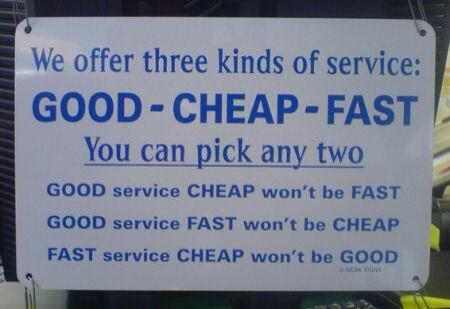 We offer three kinds of service:
GOOD - CHEAP - FAST
You can pick any two
GOOD service CHEAP won't be FAST
GOOD service FAST won't be CHEAP
FAST service CHEAP won't be GOOD